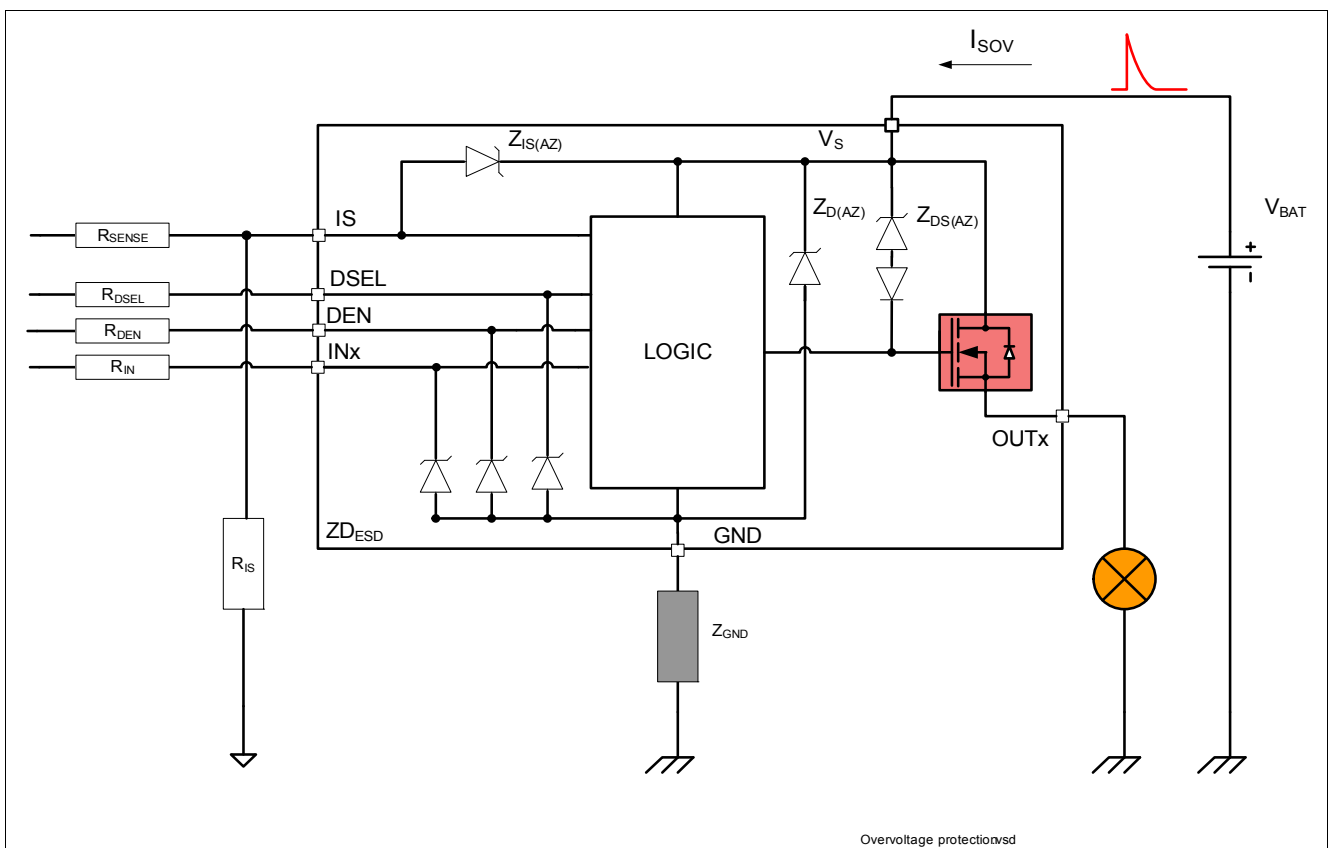 I_SOV
Z_IS(AZ)
V_S
Z_D(AZ)
Z_DS(AZ)
V_BAT
+
-
IS
R_SENSE
DSEL
R_DSEL
DEN
R_DEN
INx
R_IN
LOGIC
OUTx
ZD_ESD
GND
R_IS
Z_GND
Overvoltage protection.vsd